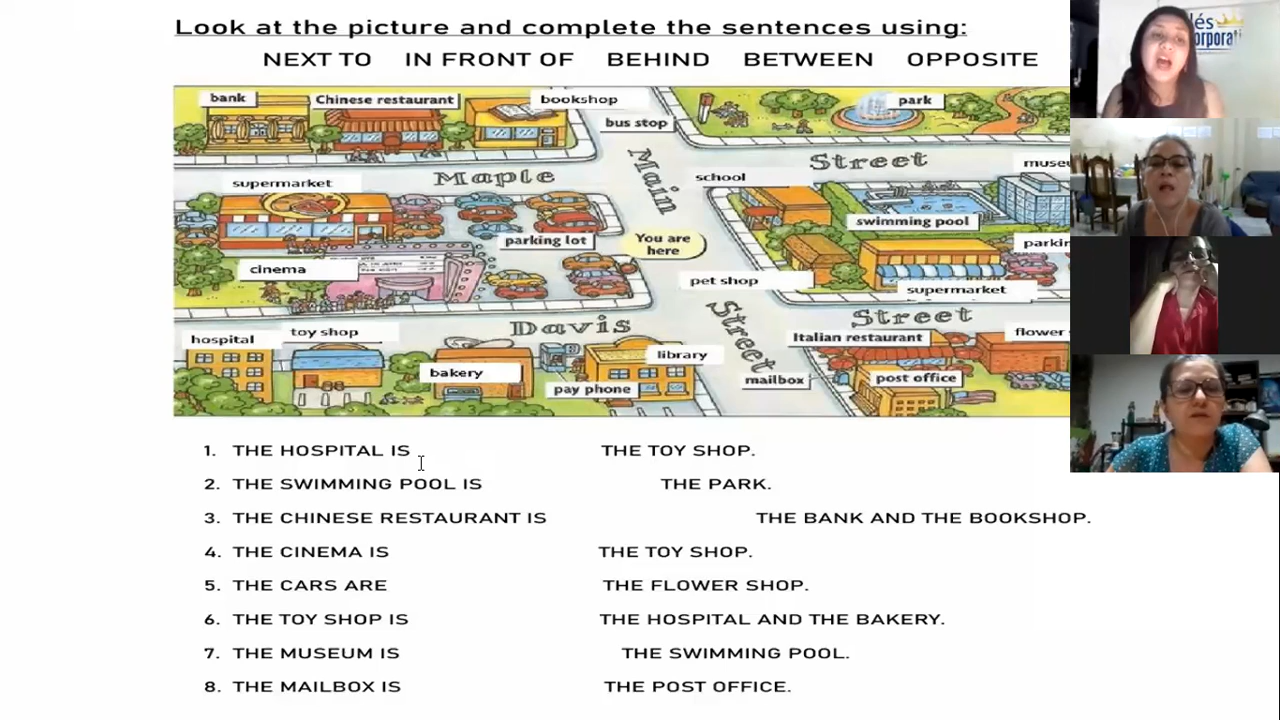 Look at the picture and complete the sentences using:
NEXT TO IN FRONT OF BEHIND BETWEEN OPPOSITE
bank
Chinese restaurant
bookshop
park
bus stop
Main
Street
supermarket
Maple
school
swimming pool
parking lot
You are
here
cinema
pet shop
supermarket
Davis
Street
Street
hospital
toy shop
Italian restaurant
flower
library
bakery
pay phone
mailbox
post office
1. THE HOSPITAL IS THE TOY SHOP.
2. THE SWIMMING POOL IS THE PARK.
3. THE CHINESE RESTAURANT IS THE BANK AND THE BOOKSHOP.
4. THE CINEMA IS THE TOY SHOP.
5. THE CARS ARE THE FLOWER SHOP.
6. THE TOY SHOP IS THE HOSPITAL AND THE BAKERY.
7. THE MUSEUM IS THE SWIMMING POOL.
8. THE MAILBOX IS THE POST OFFICE.